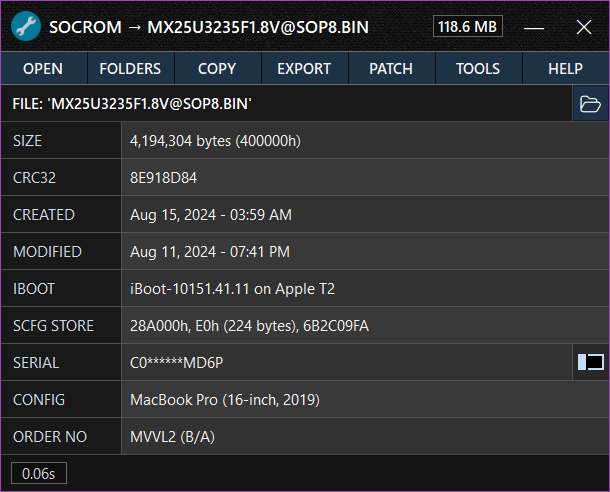 SOCROM → MX25U3235F1.8V@SOP8.BIN 118.6 MB
OPEN FOLDERS COPY EXPORT PATCH TOOLS HELP
FILE: 'MX25U3235F1.8V@SOP8.BIN'
SIZE 4,194,304 bytes (400000h)
CRC32 8E918D84
CREATED Aug 15, 2024 - 03:59 AM
MODIFIED Aug 11, 2024 - 07:41 PM
IBOOT iBoot-10151.41.11 on Apple T2
SCFG STORE 28A000h, E0h (224 bytes), 6B2C09FA
SERIAL C0******MD6P
CONFIG MacBook Pro (16-inch, 2019)
ORDER NO MVVL2 (B/A)
0.06s